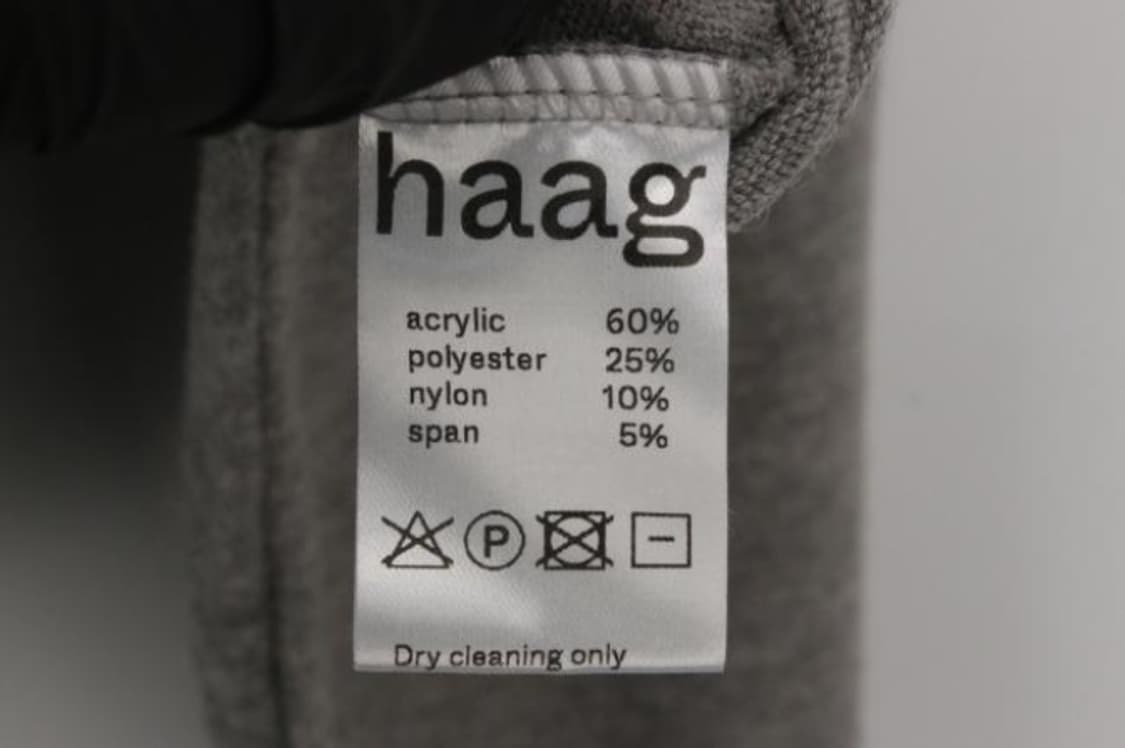 haag
acrylic 60%
polyester 25%
nylon 10%
span 5%
P
Dry cleaning only